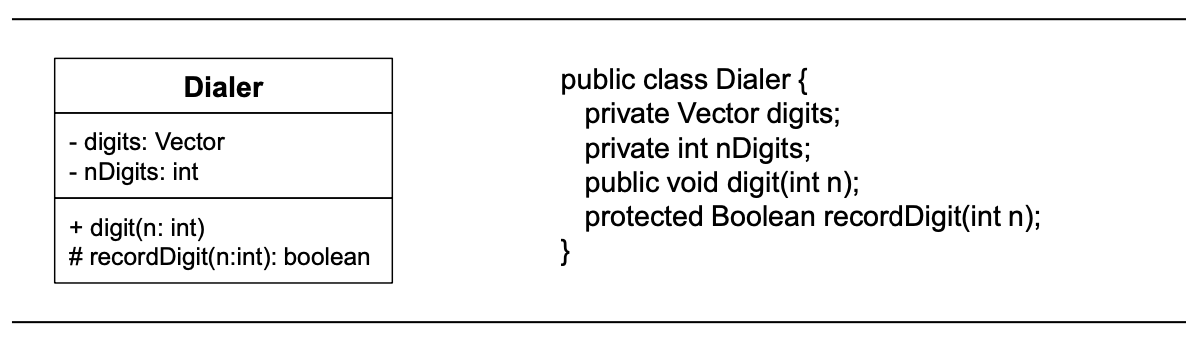 Dialer
- digits: Vector
- nDigits: int
+ digit(n: int)
# recordDigit(n:int): boolean
public class Dialer {
private Vector digits;
private int nDigits;
public void digit(int n);
protected Boolean recordDigit(int n);
}